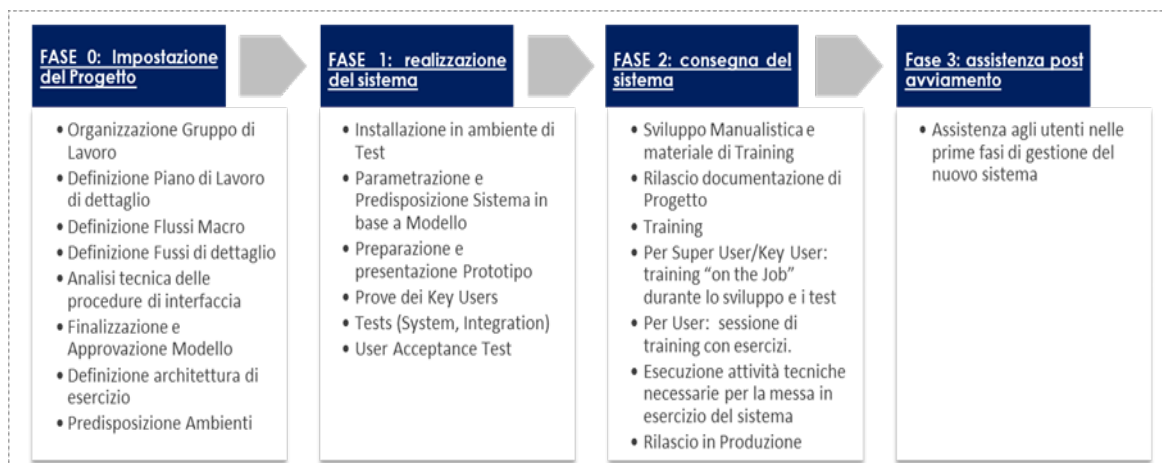 FASE 0: Impostazione
del Progetto
• Organizzazione Gruppo di
Lavoro
• Definizione Piano di Lavoro
di dettaglio
• Definizione Flussi Macro
• Definizione Fussi di dettaglio
• Analisi tecnica delle
procedure di interfaccia
• Finalizzazione e
Approvazione Modello
• Definizione architettura di
esercizio
• Predisposizione Ambienti
FASE 1: realizzazione
del sistema
• Installazione in ambiente di
Test
• Parametrazione e
Predisposizione Sistema in
base a Modello
• Preparazione e
presentazione Prototipo
• Prove dei Key Users
• Tests (System, Integration)
• User Acceptance Test
FASE 2: consegna del
sistema
• Sviluppo Manualistica e
materiale di Training
• Rilascio documentazione di
Progetto
• Training
• Per Super User/Key User:
training “on the Job”
durante lo sviluppo e i test
• Per User: sessione di
training con esercizi.
• Esecuzione attività tecniche
necessarie per la messa in
esercizio del sistema
• Rilascio in Produzione
Fase 3: assistenza post
avviamento
• Assistenza agli utenti nelle
prime fasi di gestione del
nuovo sistema